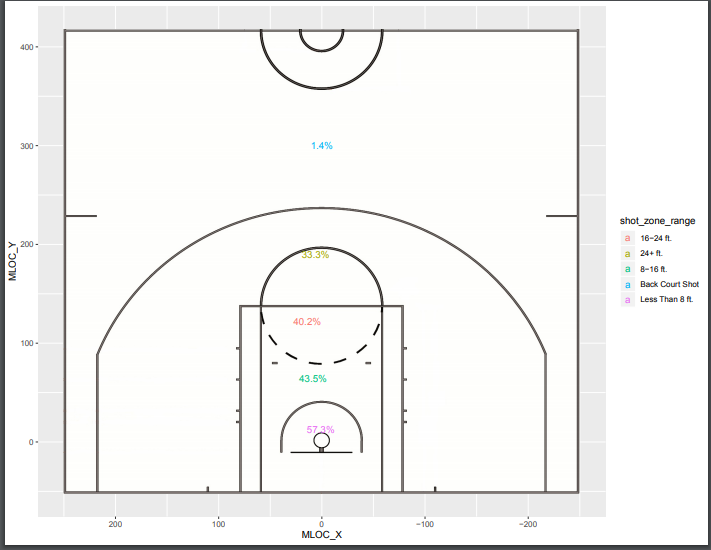 400
300
200
100
0
MLOC_Y
1.4%
33.3%
40.2%
43.5%
57.3%
200
100
0
−100
−200
MLOC_X
shot_zone_range
a 16−24 ft.
a 24+ ft.
a 8−16 ft.
a Back Court Shot
a Less Than 8 ft.